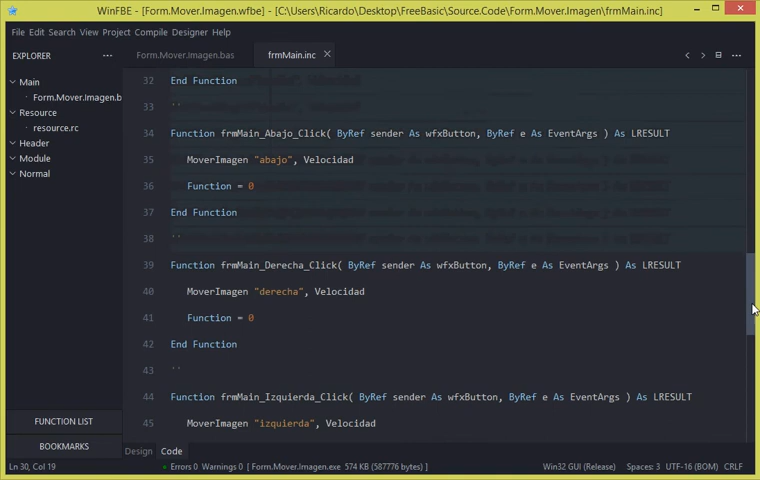 WinFBE - [Form.Mover.Imagen.wfbe] - [C:\Users\Ricardo\Desktop\FreeBasic\Source.Code\Form.Mover.Imagen\frmMain.inc]
File Edit Search View Project Compile Designer Help
EXPLORER ···
Form.Mover.Imagen.bas frmMain.inc
Main
Form.Mover.Imagen.b
Resource
resource.rc
Header
Module
Normal
32 End Function
33 ''
34 Function frmMain_Abajo_Click( ByRef sender As wfxButton, ByRef e As EventArgs ) As LRESULT
35 MoverImagen "abajo", Velocidad
36 Function = 0
37 End Function
38 ''
39 Function frmMain_Derecha_Click( ByRef sender As wfxButton, ByRef e As EventArgs ) As LRESULT
40 MoverImagen "derecha", Velocidad
41 Function = 0
42 End Function
43 ''
44 Function frmMain_Izquierda_Click( ByRef sender As wfxButton, ByRef e As EventArgs ) As LRESULT
45 MoverImagen "izquierda", Velocidad
FUNCTION LIST
BOOKMARKS
Design Code
Ln 30, Col 19 Errors 0 Warnings 0 [ Form.Mover.Imagen.exe 574 KB (587776 bytes) ] Win32 GUI (Release) Spaces: 3 UTF-16 (BOM) CRLF